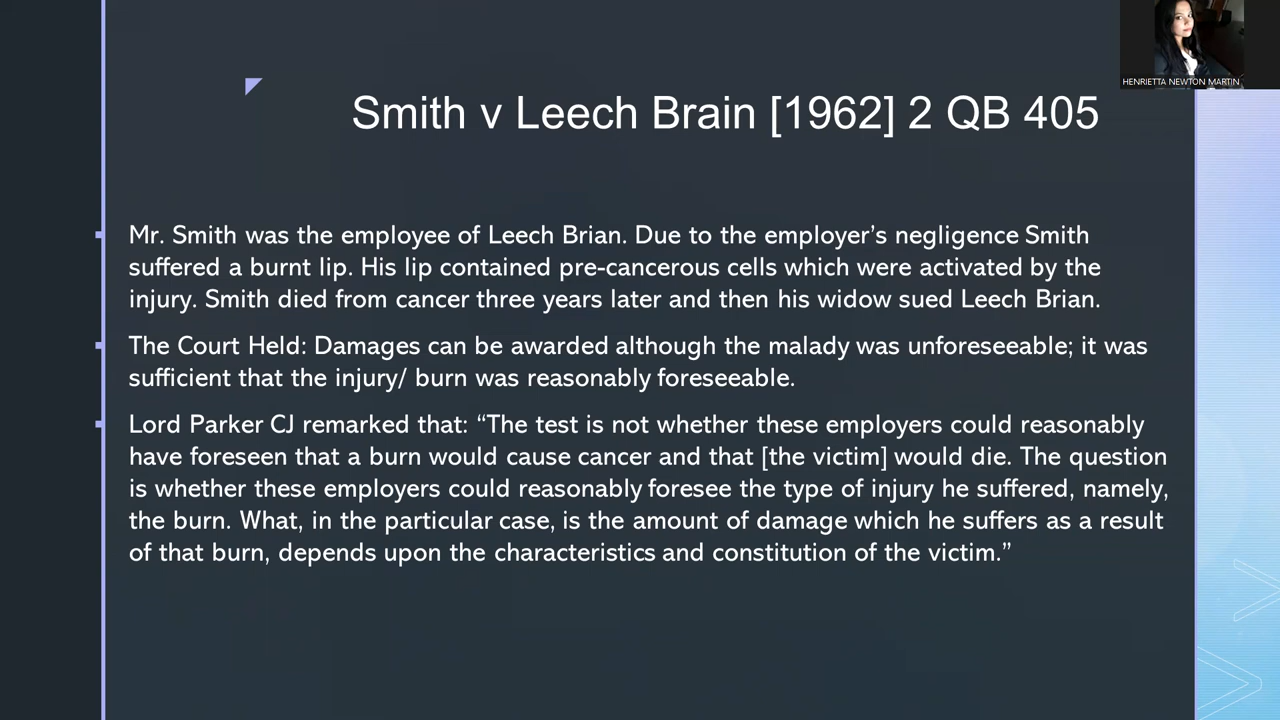 HENRIETTA NEWTON MARTIN
Smith v Leech Brain [1962] 2 QB 405
Mr. Smith was the employee of Leech Brian. Due to the employer’s negligence Smith
suffered a burnt lip. His lip contained pre-cancerous cells which were activated by the
injury. Smith died from cancer three years later and then his widow sued Leech Brian.
The Court Held: Damages can be awarded although the malady was unforeseeable; it was
sufficient that the injury/ burn was reasonably foreseeable.
Lord Parker CJ remarked that: “The test is not whether these employers could reasonably
have foreseen that a burn would cause cancer and that [the victim] would die. The question
is whether these employers could reasonably foresee the type of injury he suffered, namely,
the burn. What, in the particular case, is the amount of damage which he suffers as a result
of that burn, depends upon the characteristics and constitution of the victim.”